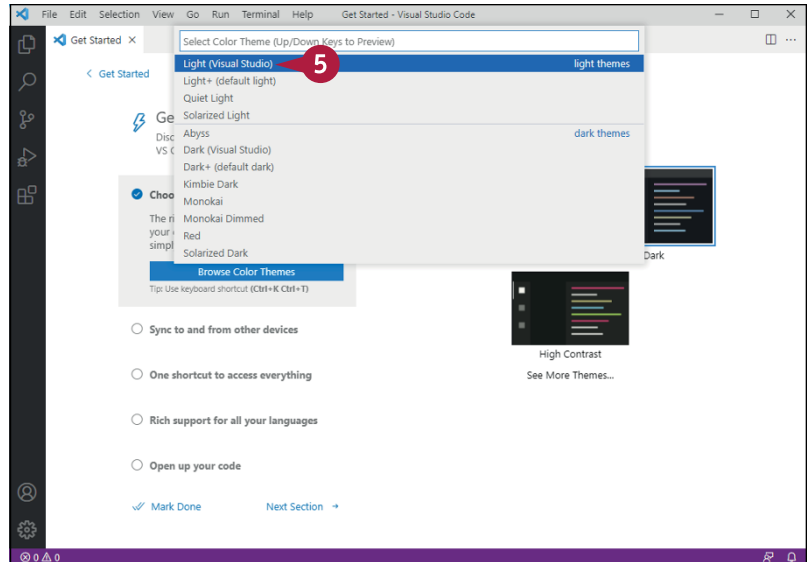 File Edit Selection View Go Run Terminal Help Get Started - Visual Studio Code
Get Started
Select Color Theme (Up/Down Keys to Preview)
Light (Visual Studio) light themes
5
Light+ (default light)
Quiet Light
Solarized Light
Abyss dark themes
Dark (Visual Studio)
Dark+ (default dark)
Kimbie Dark
Monokai
Monokai Dimmed
Red
Solarized Dark
< Get Started
Ge
Disc
VS C
Choo
The ri
your
simpl
Browse Color Themes
Tip: Use keyboard shortcut (Ctrl+K Ctrl+T)
Dark
High Contrast
See More Themes...
Sync to and from other devices
One shortcut to access everything
Rich support for all your languages
Open up your code
Mark Done Next Section →
0 0